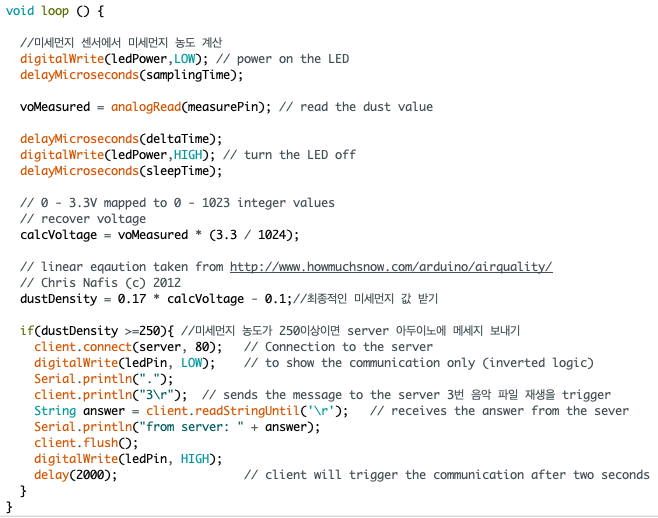 void loop () {
//미세먼지 센서에서 미세먼지 농도 계산
digitalWrite(ledPower,LOW); // power on the LED
delayMicroseconds(samplingTime);
voMeasured = analogRead(measurePin); // read the dust value
delayMicroseconds(deltaTime);
digitalWrite(ledPower,HIGH); // turn the LED off
delayMicroseconds(sleepTime);
// 0 - 3.3V mapped to 0 - 1023 integer values
// recover voltage
calcVoltage = voMeasured * (3.3 / 1024);
// linear eqaution taken from http://www.howmuchsnow.com/arduino/airquality/
// Chris Nafis (c) 2012
dustDensity = 0.17 * calcVoltage - 0.1;//최종적인 미세먼지 값 받기
if(dustDensity >=250){ //미세먼지 농도가 250이상이면 server 아두이노에 메세지 보내기
client.connect(server, 80);   // Connection to the server
digitalWrite(ledPin, LOW);    // to show the communication only (inverted logic)
Serial.println(".");
client.println("3\r");  // sends the message to the server 3번 음악 파일 재생을 trigger
String answer = client.readStringUntil('\r');   // receives the answer from the sever
Serial.println("from server: " + answer);
client.flush();
digitalWrite(ledPin, HIGH);
delay(2000);                  // client will trigger the communication after two seconds
}
}